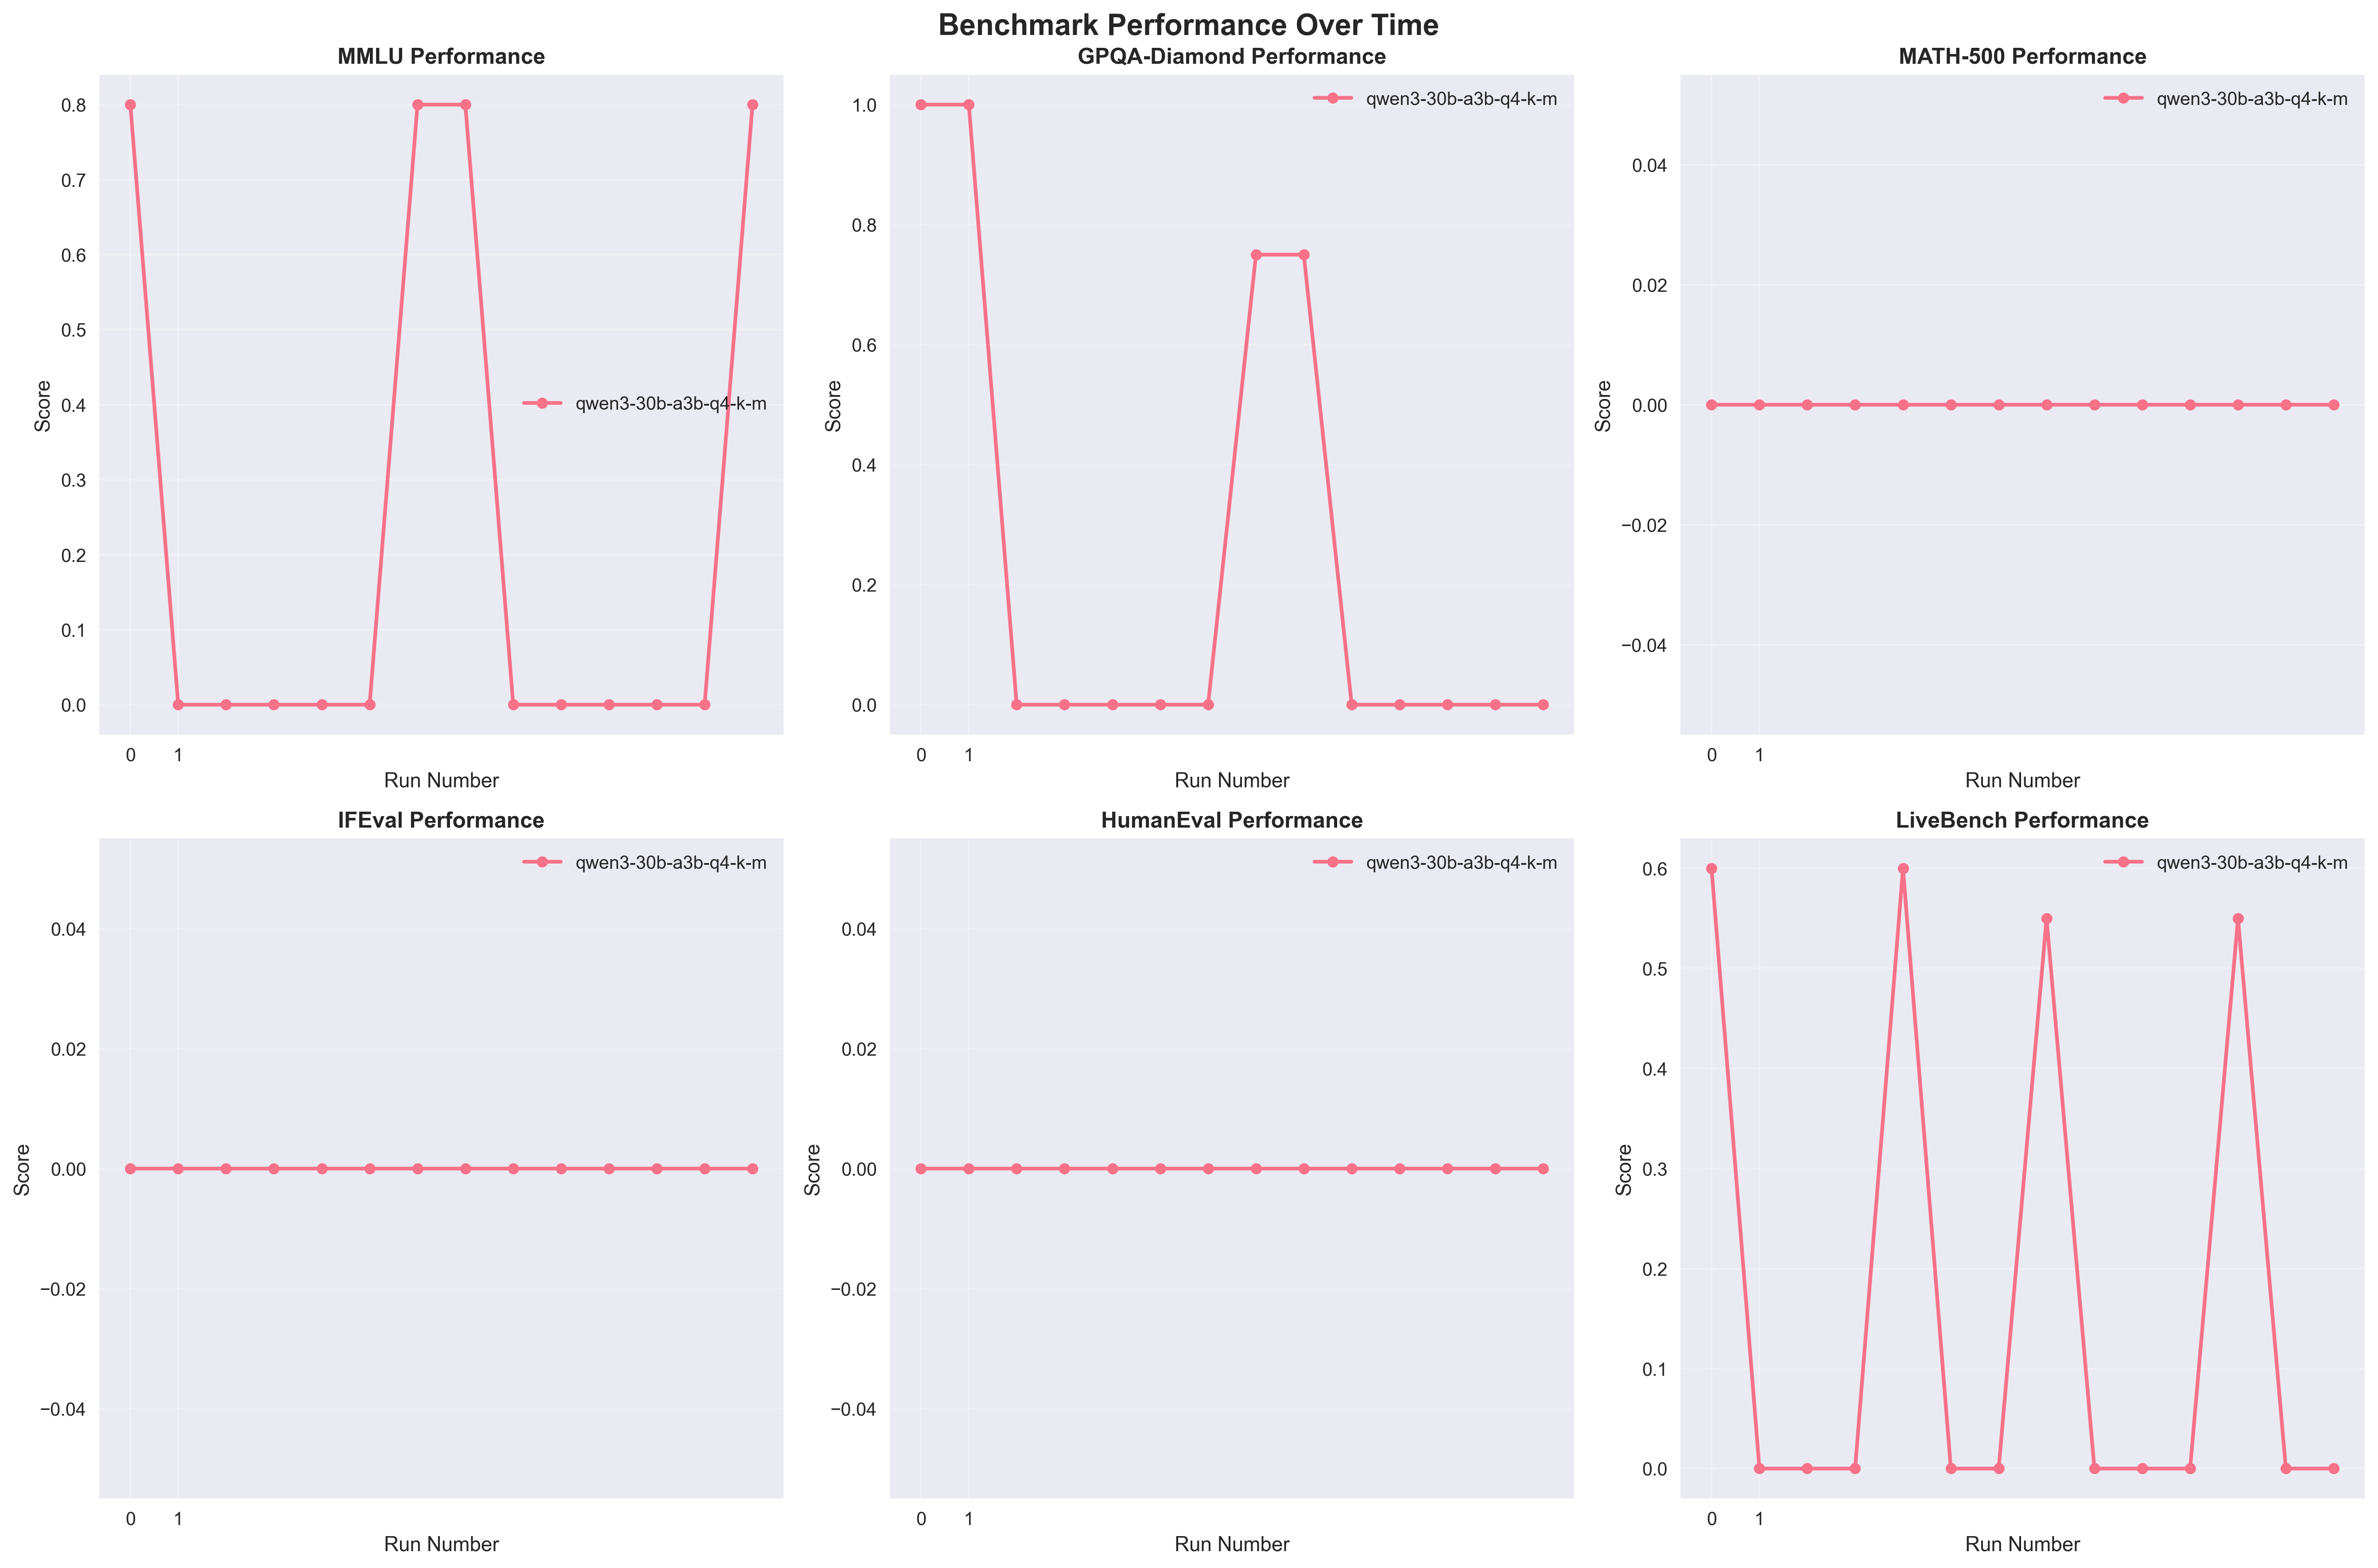 Benchmark Performance Over Time
MMLU Performance
0.8
0.7
0.6
0.5
0.4
0.3
0.2
0.1
0.0
Score
qwen3-30b-a3b-q4-k-m
0 1
Run Number
GPQA-Diamond Performance
1.0
0.8
0.6
0.4
0.2
0.0
Score
qwen3-30b-a3b-q4-k-m
0 1
Run Number
MATH-500 Performance
0.04
0.02
0.00
−0.02
−0.04
Score
qwen3-30b-a3b-q4-k-m
0 1
Run Number
IFEval Performance
0.04
0.02
0.00
−0.02
−0.04
Score
qwen3-30b-a3b-q4-k-m
0 1
Run Number
HumanEval Performance
0.04
0.02
0.00
−0.02
−0.04
Score
qwen3-30b-a3b-q4-k-m
0 1
Run Number
LiveBench Performance
0.6
0.5
0.4
0.3
0.2
0.1
0.0
Score
qwen3-30b-a3b-q4-k-m
0 1
Run Number